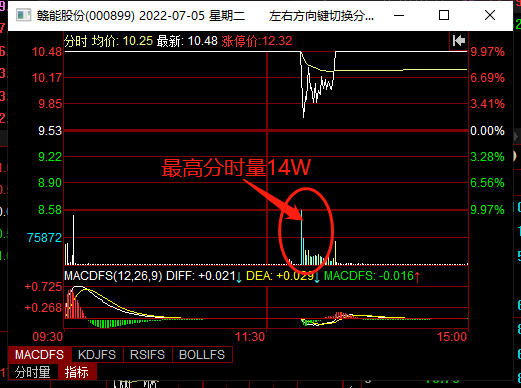 赣能股份(000899) 2022-07-05 星期二 左右方向键切换分...
分时 均价: 10.25 最新: 10.48 涨停价:12.32
10.48 9.97%
10.17 6.69%
9.85 3.41%
9.53 0.00%
9.22 3.28%
8.90 6.56%
最高分时量14W
8.58 9.97%
75872
MACDFS(12,26,9) DIFF: +0.021↓ DEA: +0.029↓ MACDFS: -0.016↑
+0.725
+0.268
09:30 11:30 15:00
MACDFS KDJFS RSIFS BOLLFS
分时量 指标